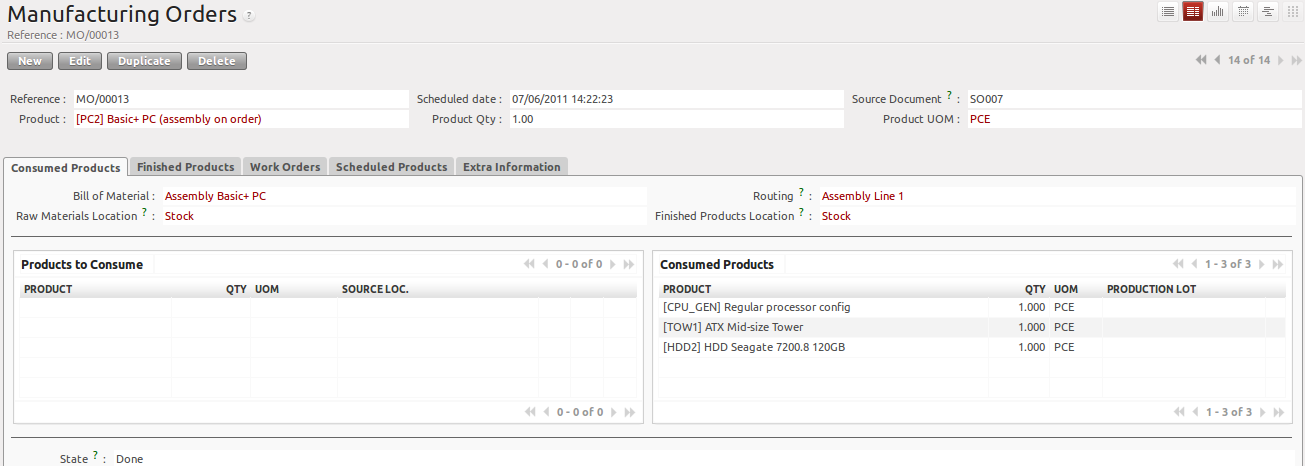 Manufacturing Orders ?
Reference : MO/00013
New Edit Duplicate Delete 14 of 14
Reference : MO/00013 Scheduled date : 07/06/2011 14:22:23 Source Document ? : SO007
Product : [PC2] Basic+ PC (assembly on order) Product Qty : 1.00 Product UOM : PCE
Consumed Products Finished Products Work Orders Scheduled Products Extra Information
Bill of Material : Assembly Basic+ PC Routing ? : Assembly Line 1
Raw Materials Location ? : Stock Finished Products Location ? : Stock
Products to Consume 0 - 0 of 0 Consumed Products 1 - 3 of 3
PRODUCT QTY UOM SOURCE LOC. PRODUCT QTY UOM PRODUCTION LOT
[CPU_GEN] Regular processor config 1.000 PCE
[TOW1] ATX Mid-size Tower 1.000 PCE
[HDD2] HDD Seagate 7200.8 120GB 1.000 PCE
0 - 0 of 0 1 - 3 of 3
State ? : Done